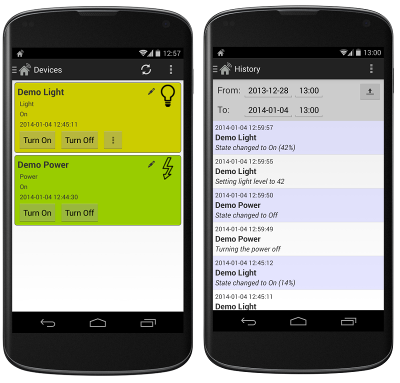 12:57
Devices
Demo Light
Light
On
2014-01-04 12:45:11
Turn On
Turn Off
Demo Power
Power
On
2014-01-04 12:44:30
Turn On
Turn Off
13:00
History
From: 2013-12-28 13:00
To: 2014-01-04 13:00
2014-01-04 12:59:57
Demo Light
State changed to On (42%)
2014-01-04 12:59:55
Demo Light
Setting light level to 42
2014-01-04 12:59:50
Demo Power
State changed to Off
2014-01-04 12:59:49
Demo Power
Turning the power off
2014-01-04 12:45:12
Demo Light
State changed to On (14%)
2014-01-04 12:45:11
Demo Light